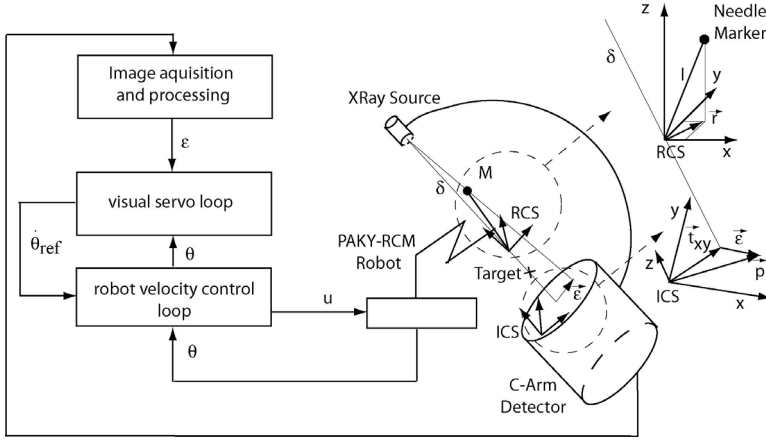 Image aquisition
and processing
ε
visual servo loop
θ̇ref
θ
robot velocity control
loop
u
θ
XRay Source
M
δ
RCS
PAKY-RCM
Robot
Target
ε
ICS
C-Arm
Detector
z
Needle
Marker
δ
l
y
r
RCS
x
y
txy
ε
z
p
ICS
x